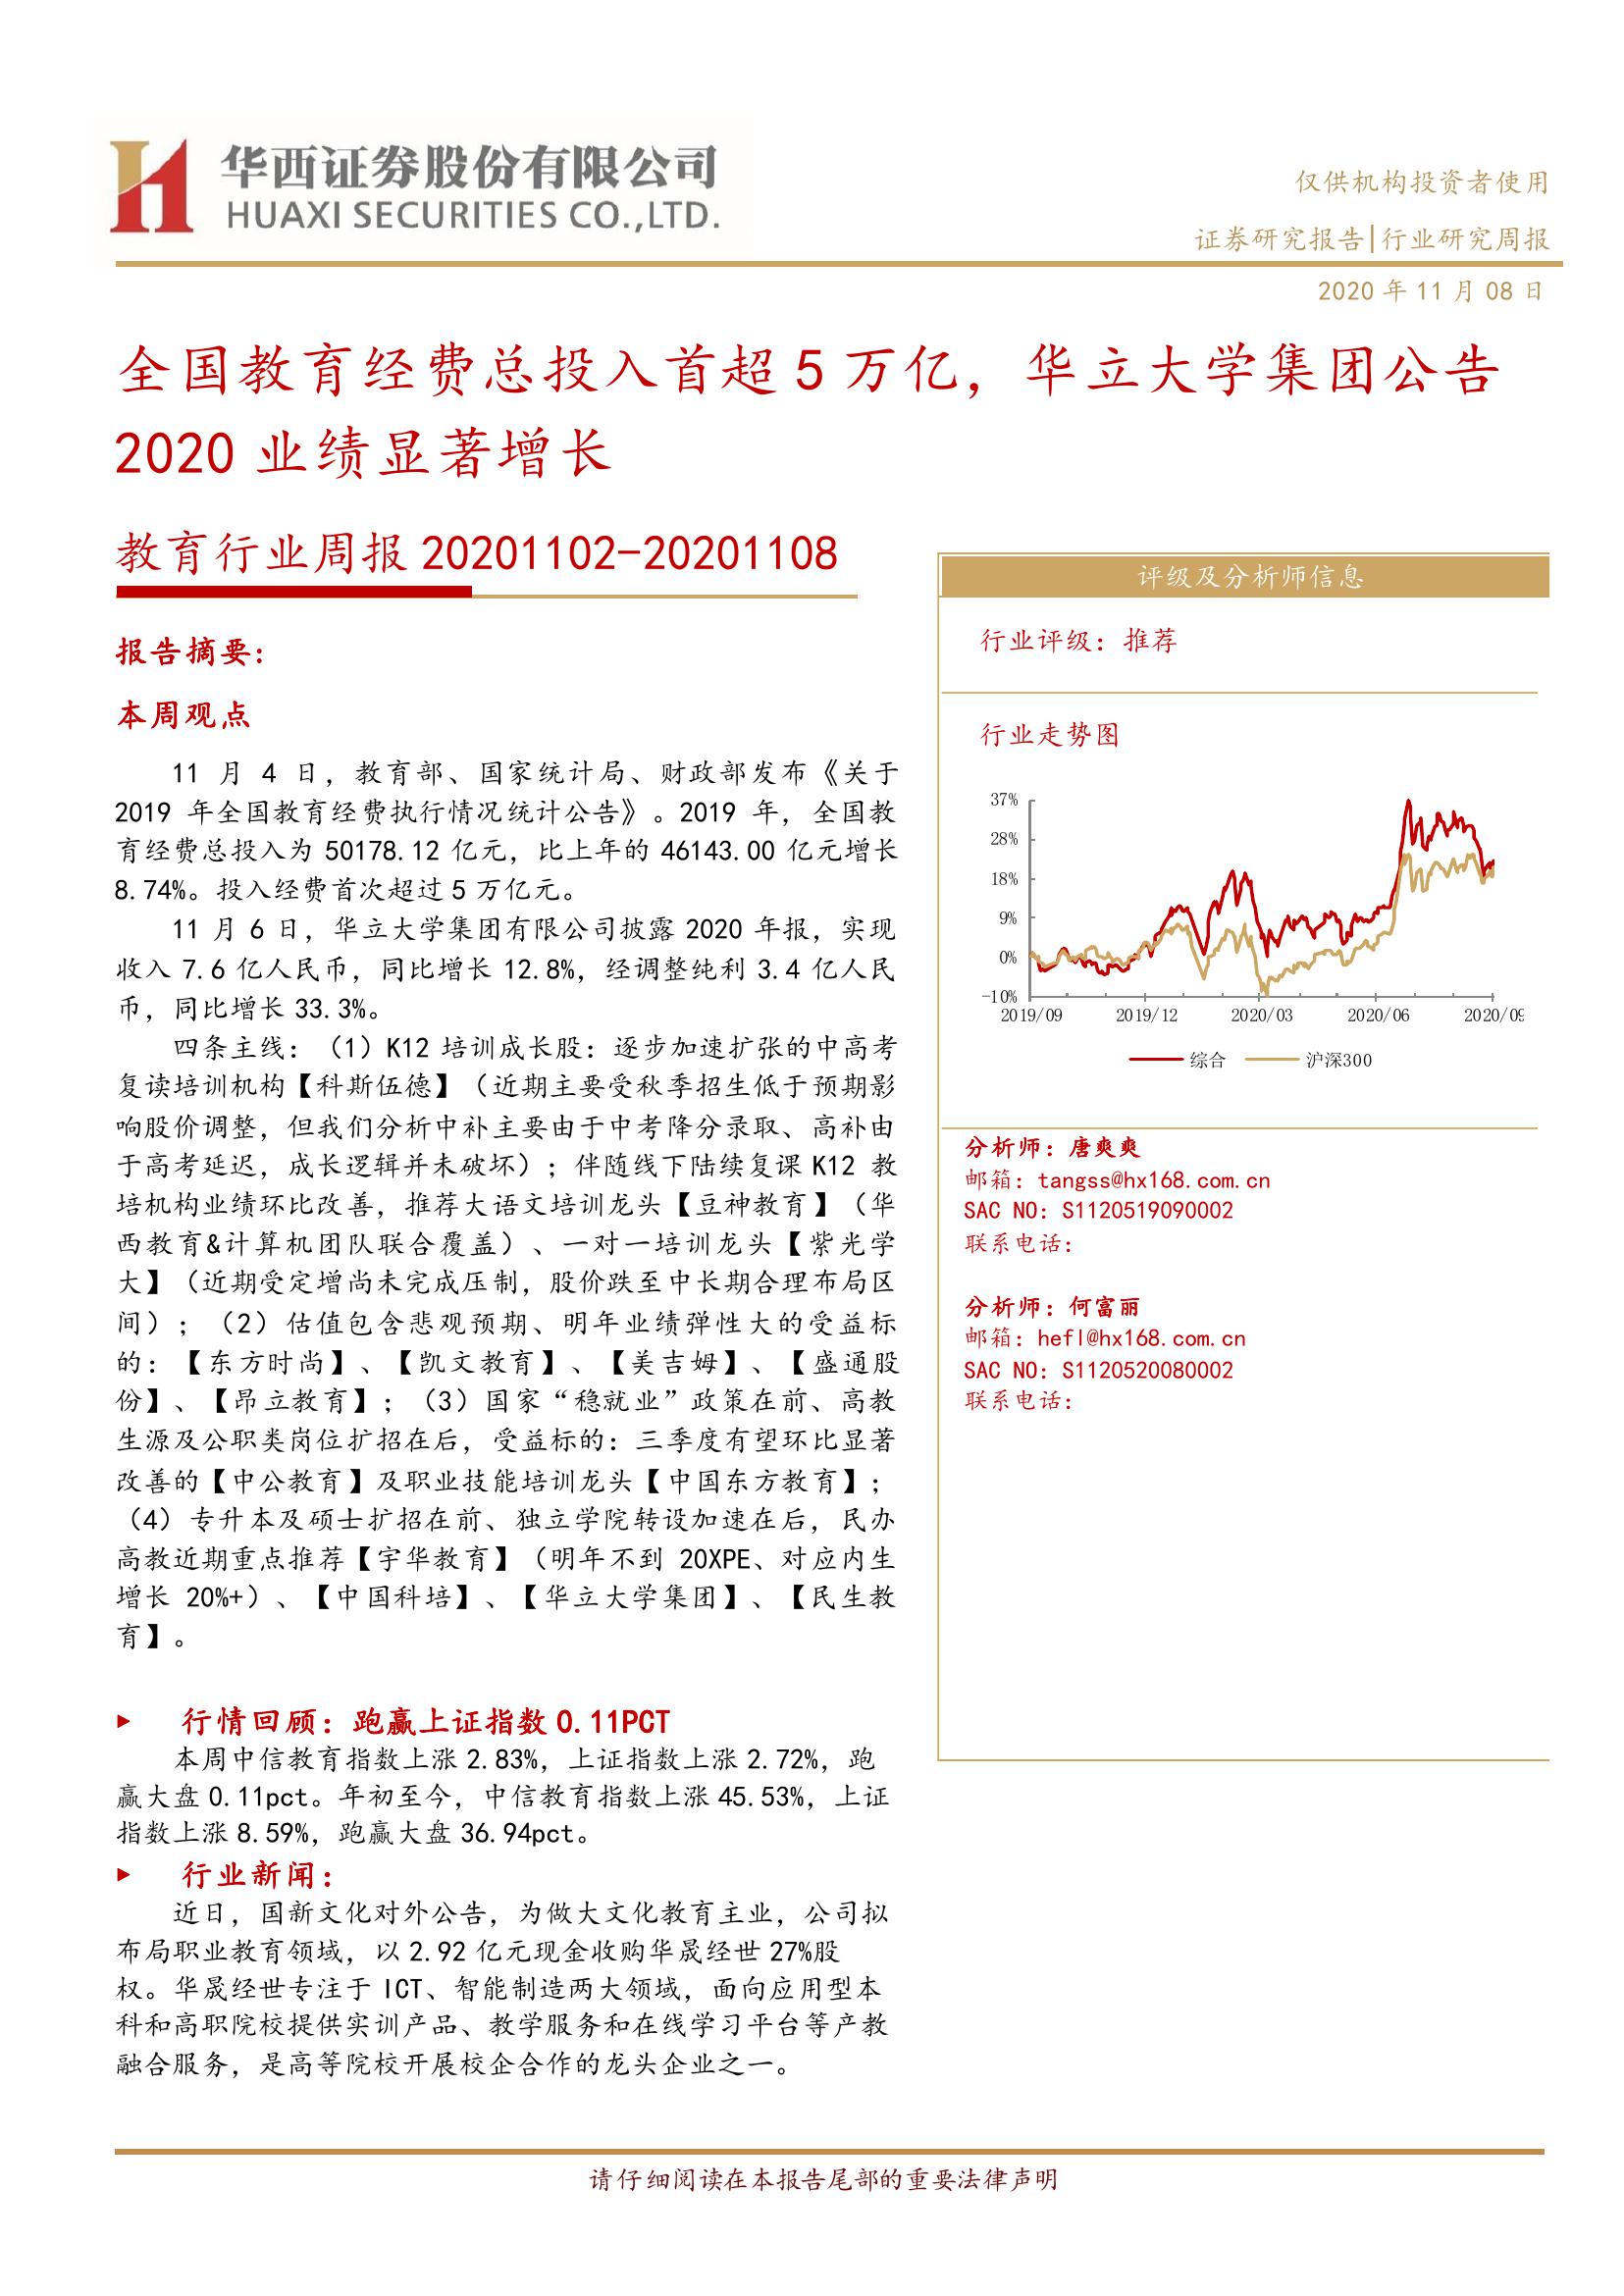 华西证券股份有限公司
HUAXI SECURITIES CO.,LTD.
仅供机构投资者使用
证券研究报告|行业研究周报
2020 年 11 月 08 日
全国教育经费总投入首超 5 万亿，华立大学集团公告
2020 业绩显著增长
教育行业周报 20201102-20201108
报告摘要:
本周观点
11 月 4 日，教育部、国家统计局、财政部发布《关于
2019 年全国教育经费执行情况统计公告》。2019 年，全国教
育经费总投入为 50178.12 亿元，比上年的 46143.00 亿元增长
8.74%。投入经费首次超过 5 万亿元。
11 月 6 日，华立大学集团有限公司披露 2020 年报，实现
收入 7.6 亿人民币，同比增长 12.8%，经调整纯利 3.4 亿人民
币，同比增长 33.3%。
四条主线：（1）K12 培训成长股：逐步加速扩张的中高考
复读培训机构【科斯伍德】（近期主要受秋季招生低于预期影
响股价调整，但我们分析中补主要由于中考降分录取、高补由
于高考延迟，成长逻辑并未破坏）；伴随线下陆续复课 K12 教
培机构业绩环比改善，推荐大语文培训龙头【豆神教育】（华
西教育&计算机团队联合覆盖）、一对一培训龙头【紫光学
大】（近期受定增尚未完成压制，股价跌至中长期合理布局区
间）；（2）估值包含悲观预期、明年业绩弹性大的受益标
的：【东方时尚】、【凯文教育】、【美吉姆】、【盛通股
份】、【昂立教育】；（3）国家“稳就业”政策在前、高教
生源及公职类岗位扩招在后，受益标的：三季度有望环比显著
改善的【中公教育】及职业技能培训龙头【中国东方教育】；
（4）专升本及硕士扩招在前、独立学院转设加速在后，民办
高教近期重点推荐【宇华教育】（明年不到 20XPE、对应内生
增长 20%+）、【中国科培】、【华立大学集团】、【民生教
育】。
行情回顾：跑赢上证指数 0.11PCT
本周中信教育指数上涨 2.83%，上证指数上涨 2.72%，跑
赢大盘 0.11pct。年初至今，中信教育指数上涨 45.53%，上证
指数上涨 8.59%，跑赢大盘 36.94pct。
行业新闻：
近日，国新文化对外公告，为做大文化教育主业，公司拟
布局职业教育领域，以 2.92 亿元现金收购华晟经世 27%股
权。华晟经世专注于 ICT、智能制造两大领域，面向应用型本
科和高职院校提供实训产品、教学服务和在线学习平台等产教
融合服务，是高等院校开展校企合作的龙头企业之一。
评级及分析师信息
行业评级：推荐
行业走势图
37%
28%
18%
9%
0%
-10%
2019/09 2019/12 2020/03 2020/06 2020/09
综合 沪深300
分析师：唐爽爽
邮箱：tangss@hx168.com.cn
SAC NO：S1120519090002
联系电话：
分析师：何富丽
邮箱：hefl@hx168.com.cn
SAC NO：S1120520080002
联系电话：
请仔细阅读在本报告尾部的重要法律声明